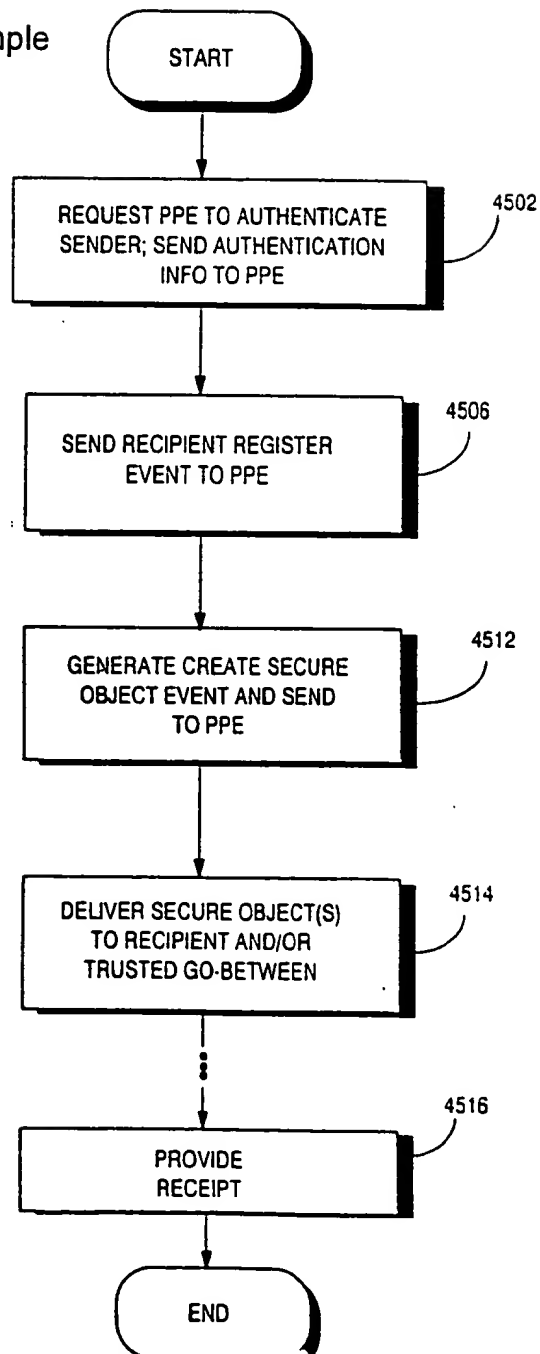 START
REQUEST PPE TO AUTHENTICATE
SENDER; SEND AUTHENTICATION
INFO TO PPE
4502
SEND RECIPIENT REGISTER
EVENT TO PPE
4506
GENERATE CREATE SECURE
OBJECT EVENT AND SEND
TO PPE
4512
DELIVER SECURE OBJECT(S)
TO RECIPIENT AND/OR
TRUSTED GO-BETWEEN
4514
PROVIDE
RECEIPT
4516
END